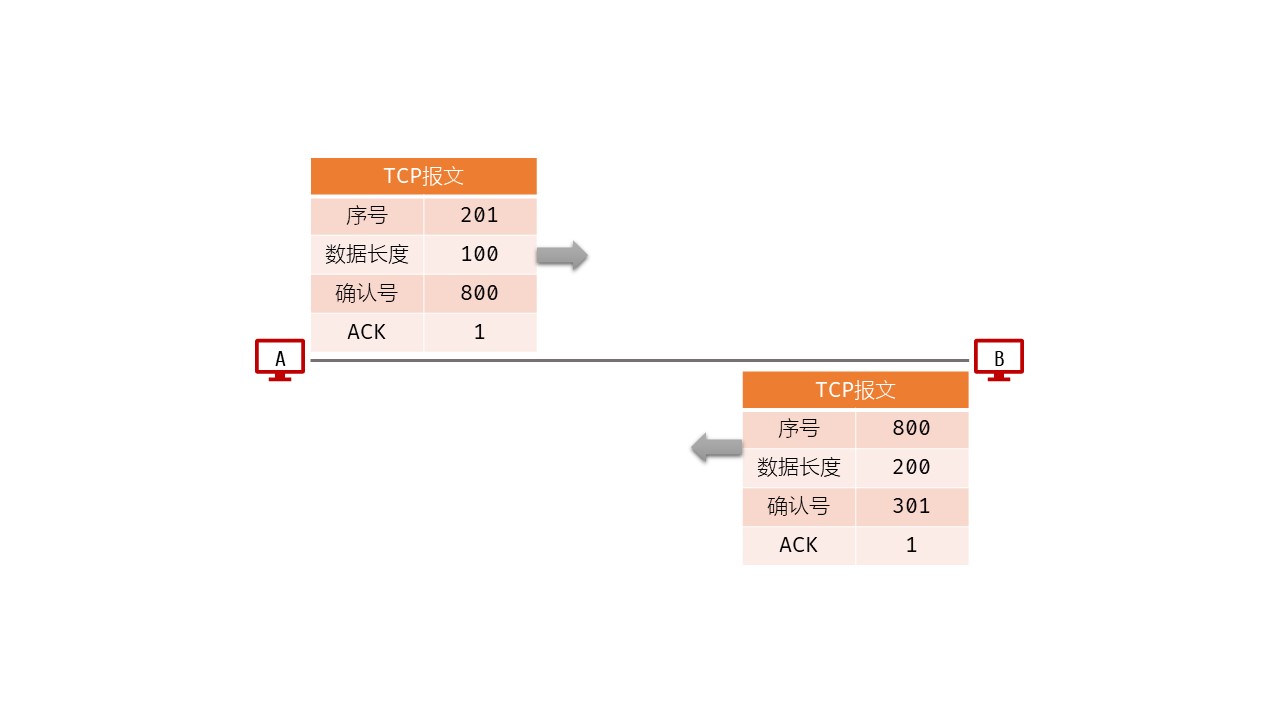 TCP报文
序号 201
数据长度 100
确认号 800
ACK 1
A
B
TCP报文
序号 800
数据长度 200
确认号 301
ACK 1